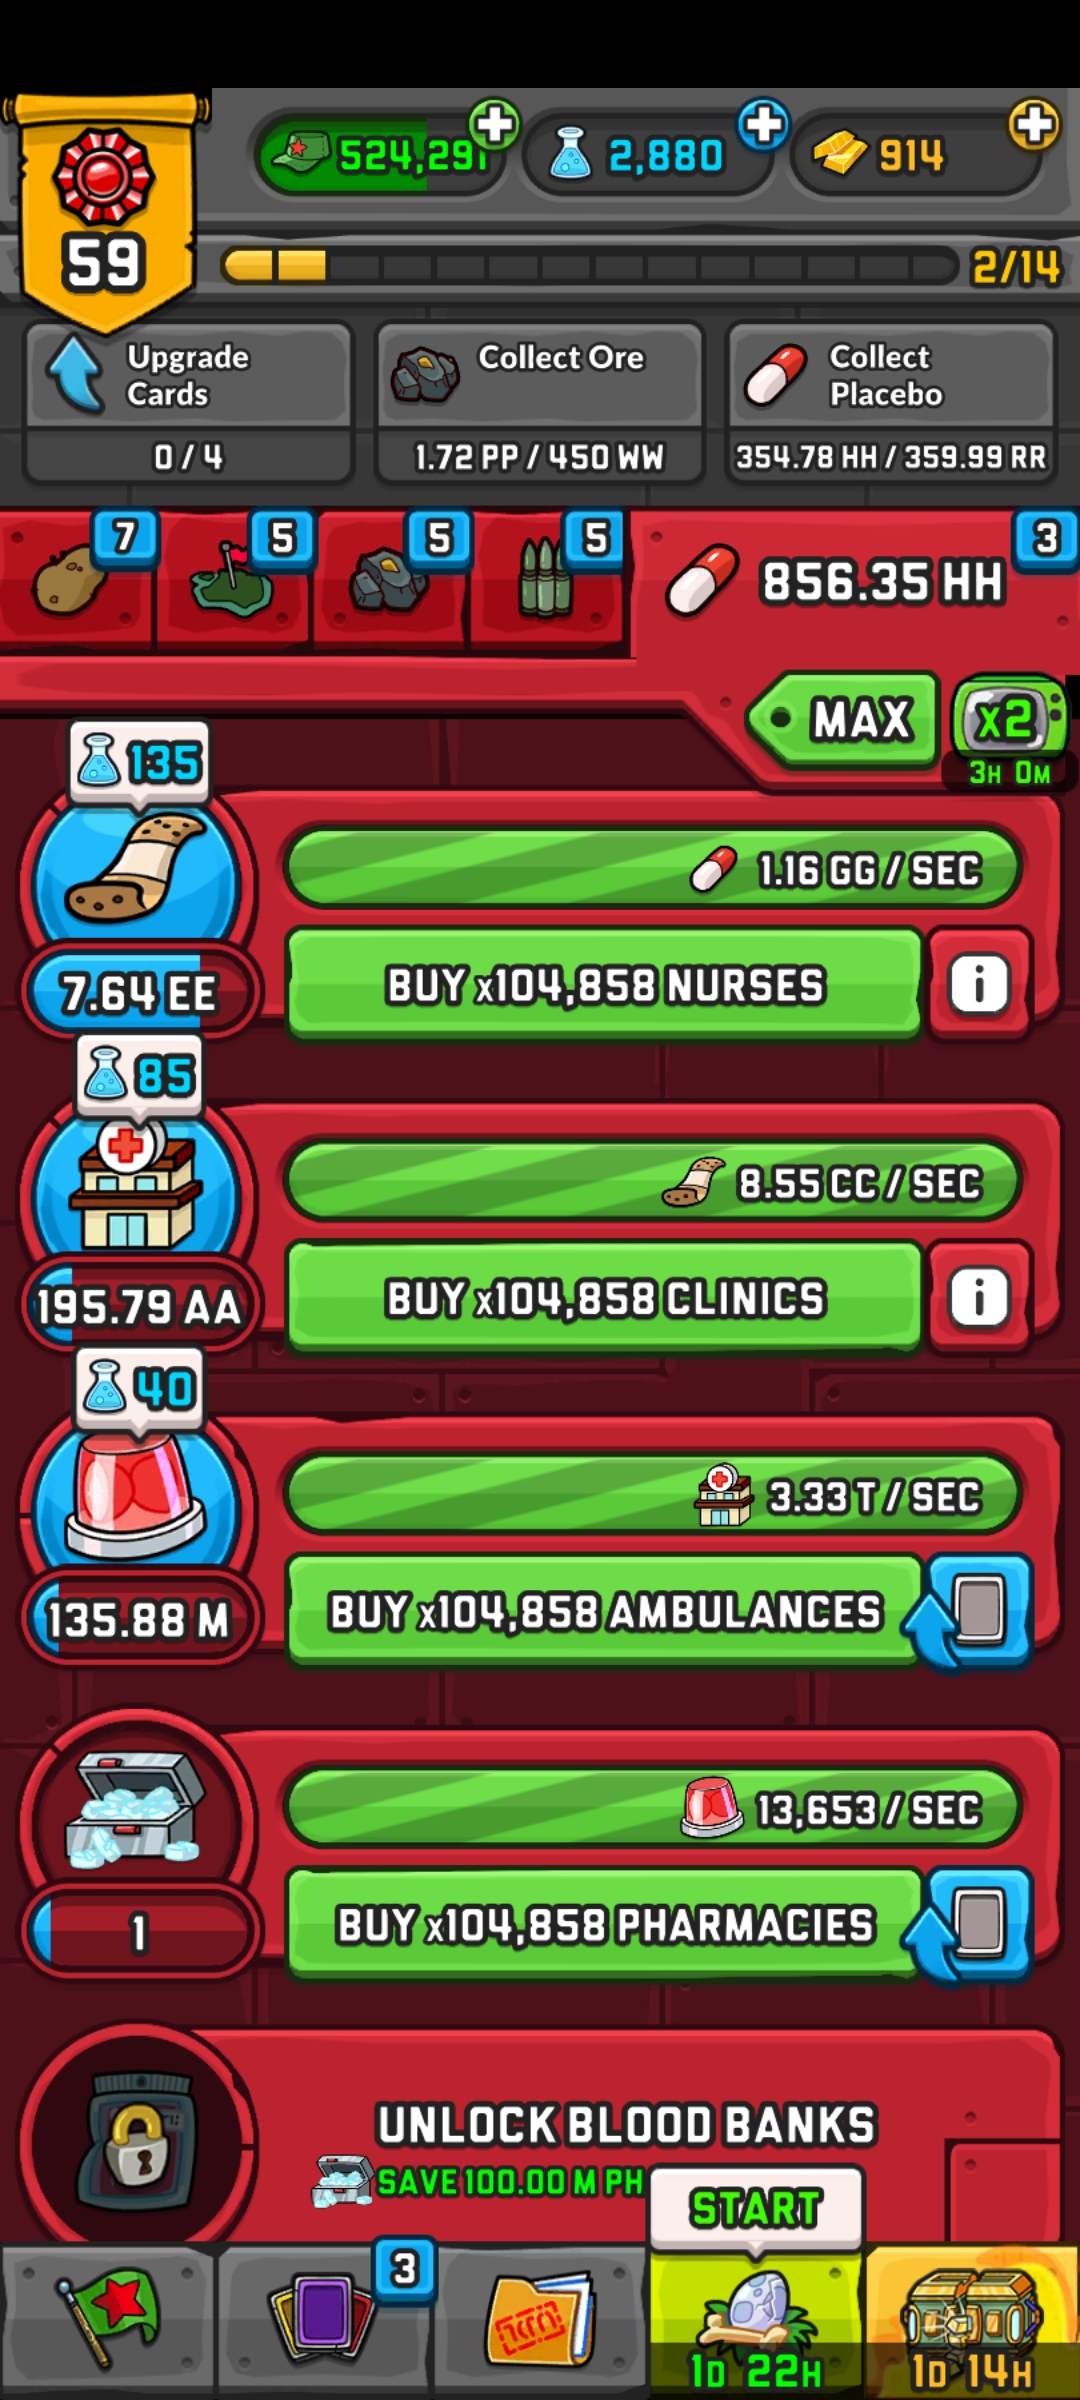 524,291
2,880
914
59
2/14
Upgrade
Cards
0 / 4
Collect Ore
1.72 PP / 450 WW
Collect
Placebo
354.78 HH / 359.99 RR
7
5
5
5
856.35 HH
3
MAX
x2
3H 0M
135
1.16 GG / SEC
7.64 EE
BUY x104,858 NURSES
i
85
8.55 CC / SEC
195.79 AA
BUY x104,858 CLINICS
i
40
3.33 T / SEC
135.88 M
BUY x104,858 AMBULANCES
13,653 / SEC
1
BUY x104,858 PHARMACIES
UNLOCK BLOOD BANKS
SAVE 100.00 M PH
START
3
1D 22H
1D 14H